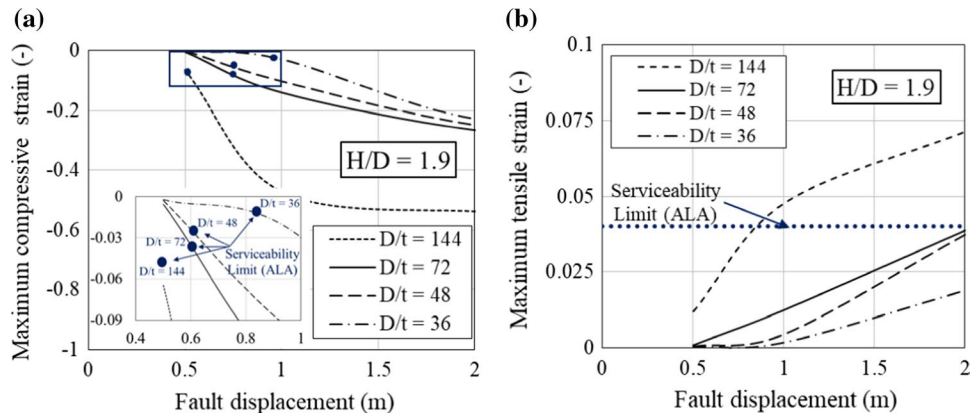 (a)
Maximum compressive strain (-)
0
-0.2
-0.4
-0.6
-0.8
-1
H/D = 1.9
0
-0.03
-0.06
-0.09
0.4
0.6
0.8
1
D/t = 36
D/t = 48
D/t = 72
D/t = 144
Serviceability
Limit (ALA)
D/t = 144
D/t = 72
D/t = 48
D/t = 36
0
0.5
1
1.5
2
Fault displacement (m)
(b)
Maximum tensile strain (-)
0.1
0.075
0.05
0.025
0
D/t = 144
D/t = 72
D/t = 48
D/t = 36
H/D = 1.9
Serviceability
Limit (ALA)
0
0.5
1
1.5
2
Fault displacement (m)